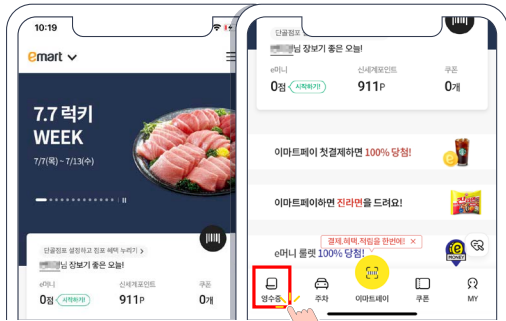 10:19
emart
7.7 럭키
WEEK
7/7(목) ~ 7/13(수)
단골점포 설정하고 점포 혜택 누리기 >
님 장보기 좋은 오늘!
e머니
신세계포인트
쿠폰
0점
시작하기!
911P
0개
단골점포
님 장보기 좋은 오늘!
e머니
신세계포인트
쿠폰
0점
시작하기!
911P
0개
이마트페이 첫결제하면 100% 당첨!
이마트페이하면 진라면을 드려요!
결제,혜택,적립을 한번에! ×
e머니 룰렛 100% 당첨!
MONEY
영수증
주차
이마트페이
쿠폰
MY